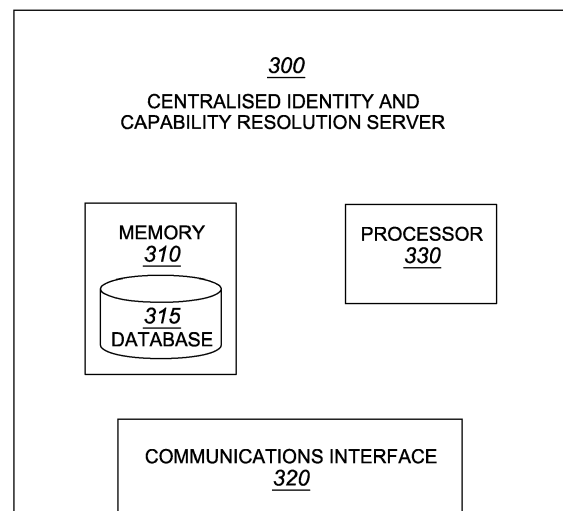 300
CENTRALISED IDENTITY AND
CAPABILITY RESOLUTION SERVER
MEMORY
310
315
DATABASE
PROCESSOR
330
COMMUNICATIONS INTERFACE
320